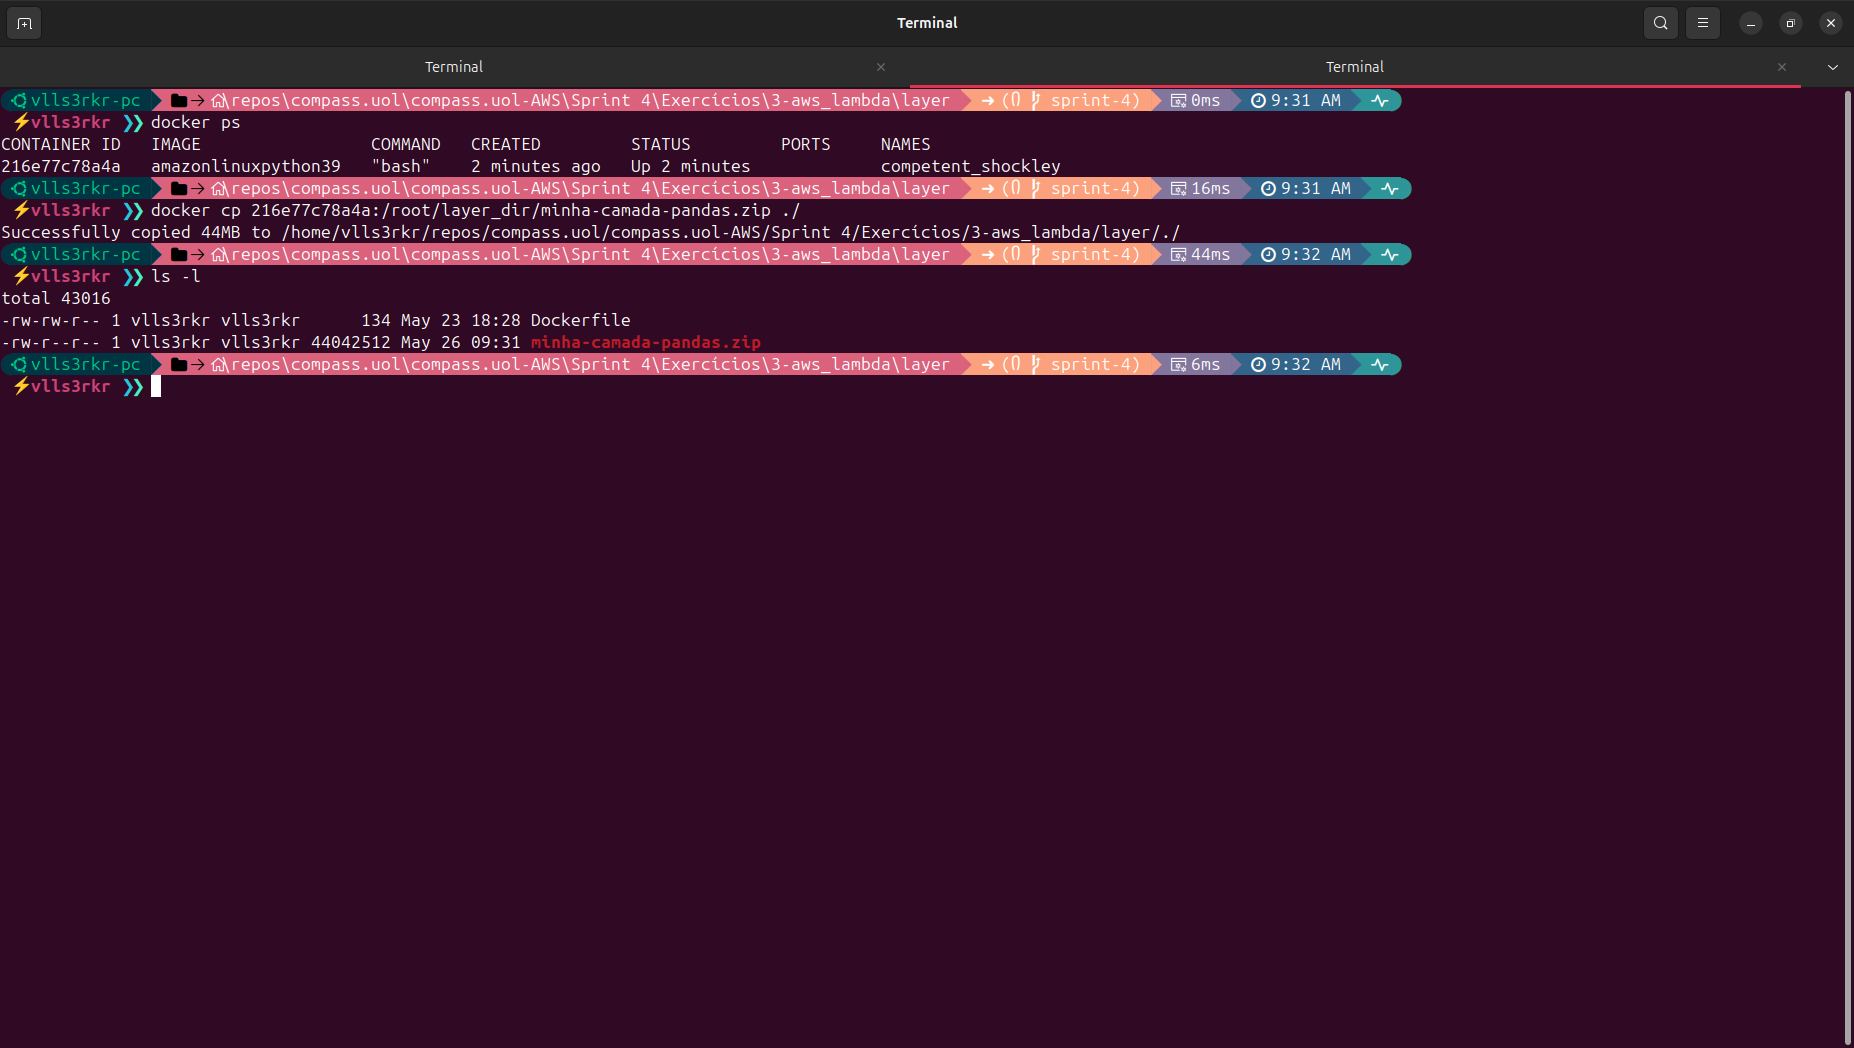 Terminal
Terminal
Terminal
vlls3rkr-pc \repos\compass.uol\compass.uol-AWS\Sprint 4\Exercícios\3-aws_lambda\layer ➜ ( sprint-4) 0ms 9:31 AM
⚡vlls3rkr ❯❯ docker ps
CONTAINER ID   IMAGE                 COMMAND   CREATED         STATUS         PORTS     NAMES
216e77c78a4a   amazonlinuxpython39   "bash"    2 minutes ago   Up 2 minutes             competent_shockley
vlls3rkr-pc \repos\compass.uol\compass.uol-AWS\Sprint 4\Exercícios\3-aws_lambda\layer ➜ ( sprint-4) 16ms 9:31 AM
⚡vlls3rkr ❯❯ docker cp 216e77c78a4a:/root/layer_dir/minha-camada-pandas.zip ./
Successfully copied 44MB to /home/vlls3rkr/repos/compass.uol/compass.uol-AWS/Sprint 4/Exercícios/3-aws_lambda/layer/./
vlls3rkr-pc \repos\compass.uol\compass.uol-AWS\Sprint 4\Exercícios\3-aws_lambda\layer ➜ ( sprint-4) 44ms 9:32 AM
⚡vlls3rkr ❯❯ ls -l
total 43016
-rw-rw-r-- 1 vlls3rkr vlls3rkr      134 May 23 18:28 Dockerfile
-rw-r--r-- 1 vlls3rkr vlls3rkr 44042512 May 26 09:31 minha-camada-pandas.zip
vlls3rkr-pc \repos\compass.uol\compass.uol-AWS\Sprint 4\Exercícios\3-aws_lambda\layer ➜ ( sprint-4) 6ms 9:32 AM
⚡vlls3rkr ❯❯